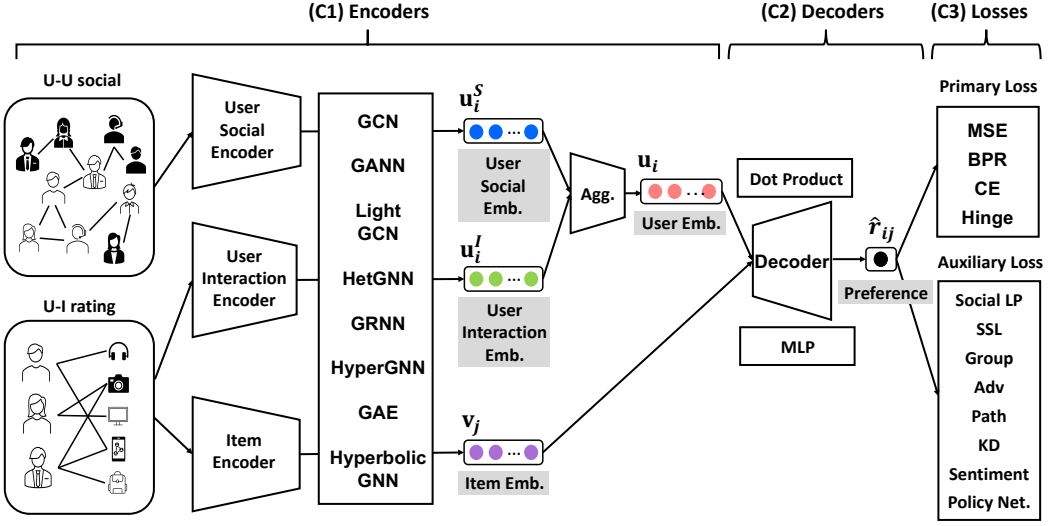 (C1) Encoders
(C2) Decoders
(C3) Losses
U-U social
User
Social
Encoder
U-I rating
User
Interaction
Encoder
Item
Encoder
GCN
GANN
Light
GCN
HetGNN
GRNN
HyperGNN
GAE
Hyperbolic
GNN
u_i^S
...
User
Social
Emb.
u_i^I
...
User
Interaction
Emb.
v_j
...
Item Emb.
Agg.
u_i
...
User Emb.
Dot Product
Decoder
MLP
r̂_ij
Preference
Primary Loss
MSE
BPR
CE
Hinge
Auxiliary Loss
Social LP
SSL
Group
Adv
Path
KD
Sentiment
Policy Net.